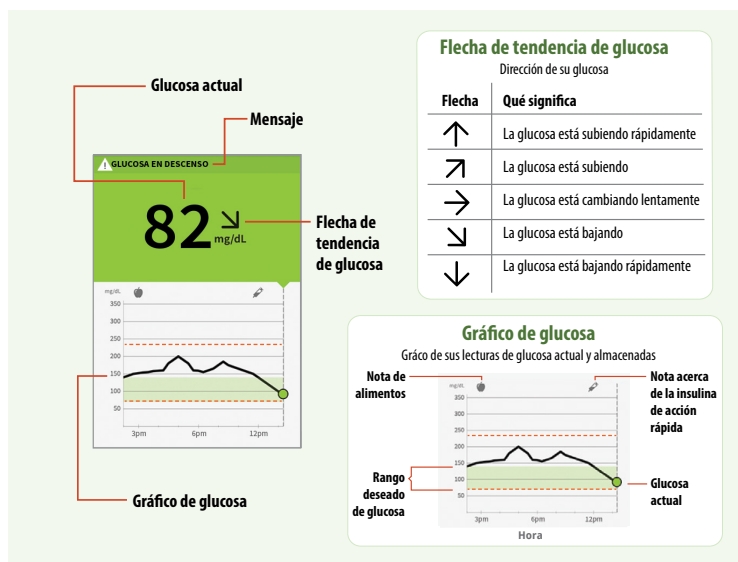 Glucosa actual
Mensaje
GLUCOSA EN DESCENSO
82
mg/dL
Flecha de
tendencia
de glucosa
mg/dL
350
300
250
200
150
100
50
3pm 6pm 12pm
Gráfico de glucosa
Flecha de tendencia de glucosa
Dirección de su glucosa
Flecha Qué significa
↑ La glucosa está subiendo rápidamente
↗ La glucosa está subiendo
→ La glucosa está cambiando lentamente
↘ La glucosa está bajando
↓ La glucosa está bajando rápidamente
Gráfico de glucosa
Gráco de sus lecturas de glucosa actual y almacenadas
Nota de
alimentos
Nota acerca
de la insulina
de acción
rápida
mg/dL
350
300
250
200
150
100
50
3pm 6pm 12pm
Rango
deseado
de glucosa
Glucosa
actual
Hora